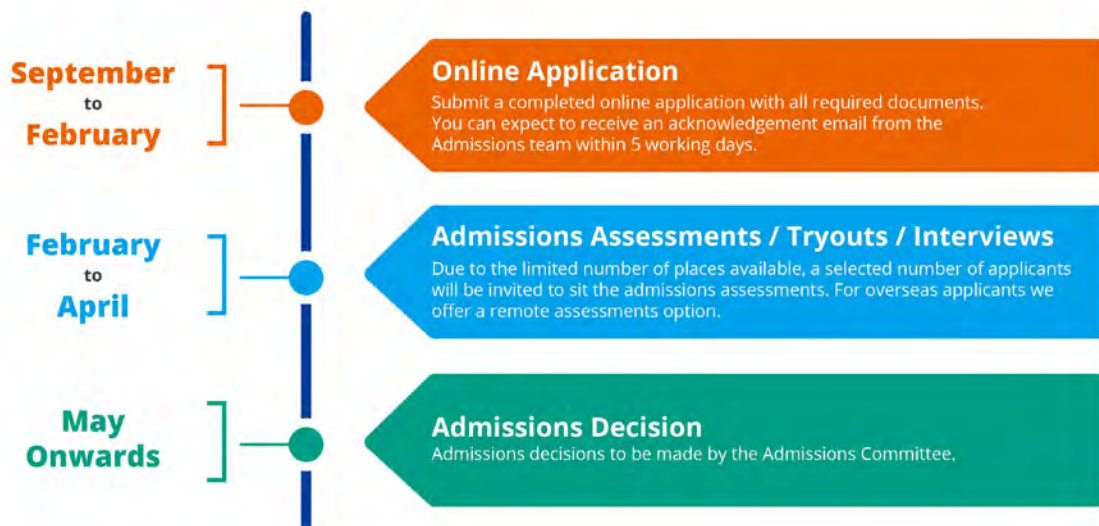 September
to
February
Online Application
Submit a completed online application with all required documents.
You can expect to receive an acknowledgement email from the
Admissions team within 5 working days.
February
to
April
Admissions Assessments / Tryouts / Interviews
Due to the limited number of places available, a selected number of applicants
will be invited to sit the admissions assessments. For overseas applicants we
offer a remote assessments option.
May
Onwards
Admissions Decision
Admissions decisions to be made by the Admissions Committee.